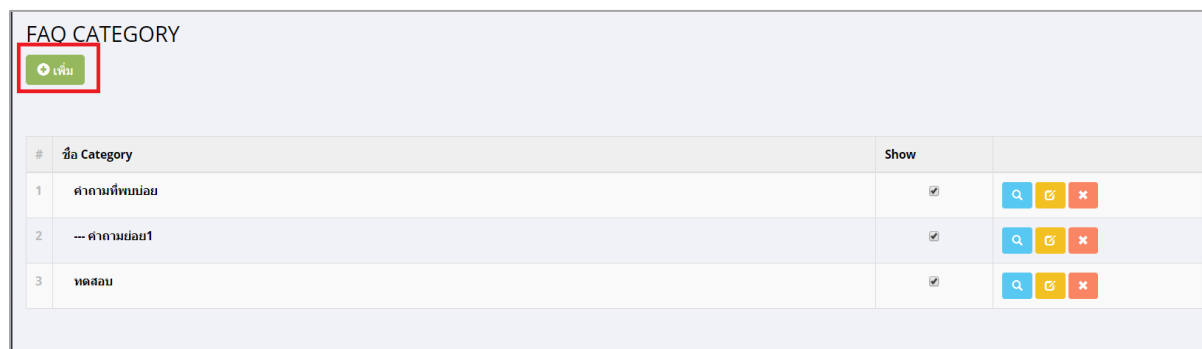 FAQ CATEGORY
เพิ่ม
# ชื่อ Category Show
1 คำถามที่พบบ่อย
2 --- คำถามย่อย1
3 ทดสอบ